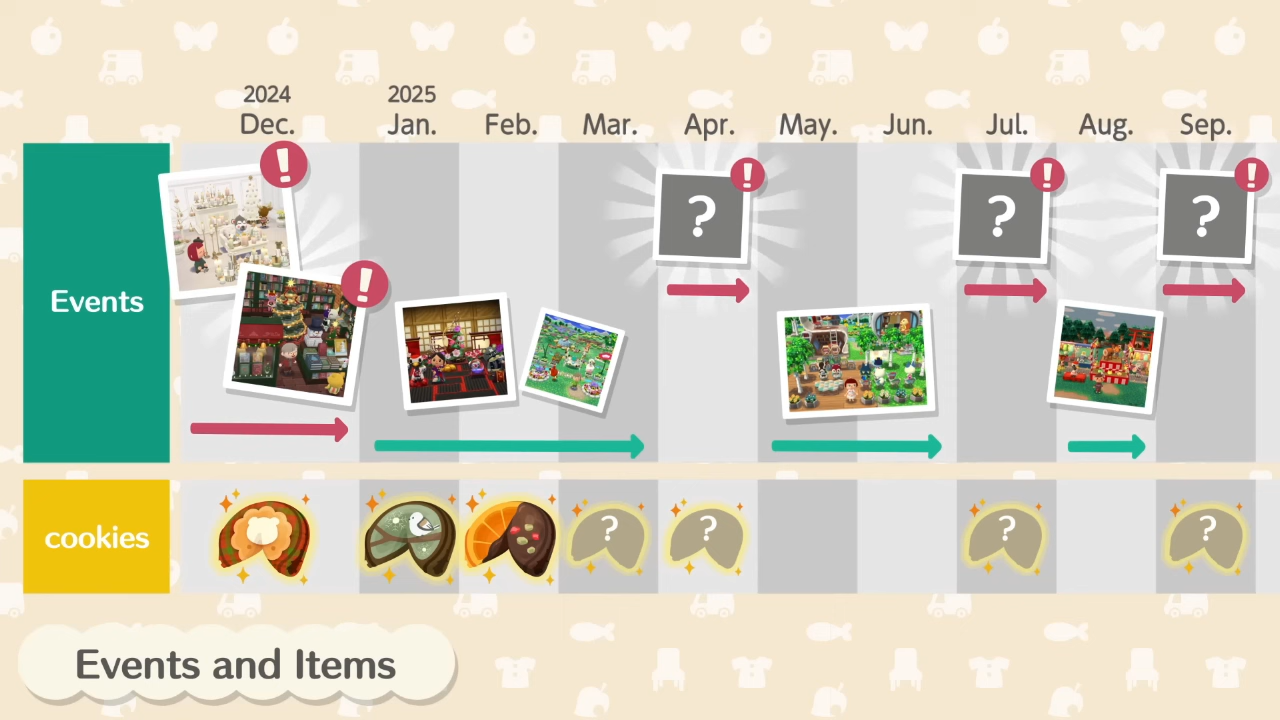 2024
2025
Dec.
Jan.
Feb.
Mar.
Apr.
May.
Jun.
Jul.
Aug.
Sep.
!
!
!
!
!
?
?
?
Events
cookies
?
?
?
?
Events and Items